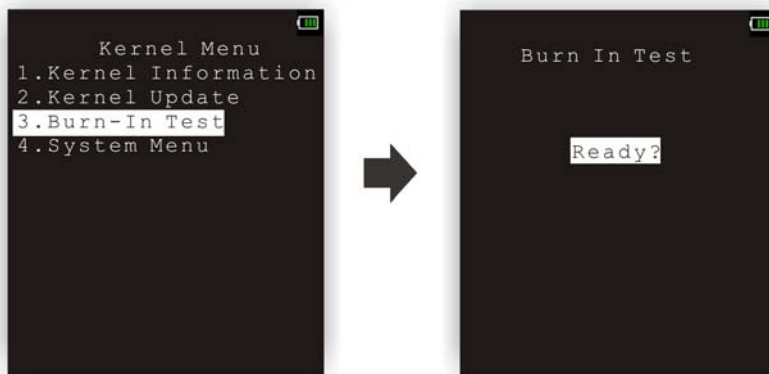 Kernel Menu
1.Kernel Information
2.Kernel Update
3.Burn-In Test
4.System Menu
Burn In Test
Ready?